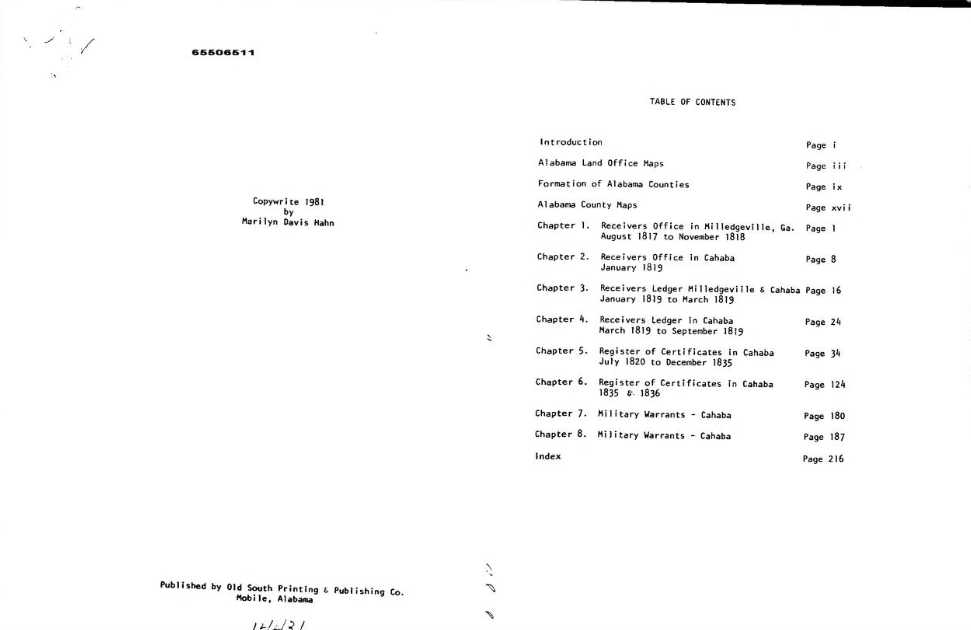 65506511
Copywrite 1981
by
Marilyn Davis Hahn
Published by Old South Printing & Publishing Co.
Mobile, Alabama
TABLE OF CONTENTS
Introduction Page i
Alabama Land Office Maps Page iii
Formation of Alabama Counties Page ix
Alabama County Maps Page xvii
Chapter 1. Receivers Office in Milledgeville, Ga. Page 1
August 1817 to November 1818
Chapter 2. Receivers Office in Cahaba Page 8
January 1819
Chapter 3. Receivers Ledger Milledgeville & Cahaba Page 16
January 1819 to March 1819
Chapter 4. Receivers Ledger in Cahaba Page 24
March 1819 to September 1819
Chapter 5. Register of Certificates in Cahaba Page 34
July 1820 to December 1835
Chapter 6. Register of Certificates in Cahaba Page 124
1835 & 1836
Chapter 7. Military Warrants - Cahaba Page 180
Chapter 8. Military Warrants - Cahaba Page 187
Index Page 216